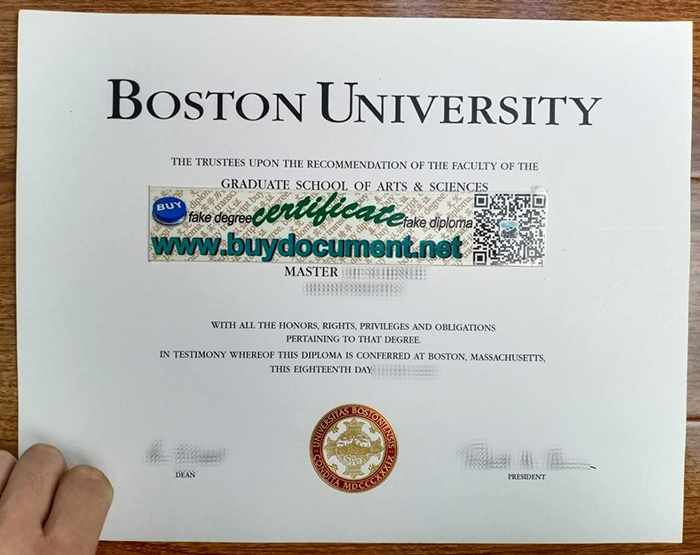 BOSTON UNIVERSITY
THE TRUSTEES UPON THE RECOMMENDATION OF THE FACULTY OF THE
GRADUATE SCHOOL OF ARTS & SCIENCES
BUY fake degree certificate fake diploma
www.buydocument.net
MASTER
WITH ALL THE HONORS, RIGHTS, PRIVILEGES AND OBLIGATIONS
PERTAINING TO THAT DEGREE.
IN TESTIMONY WHEREOF THIS DIPLOMA IS CONFERRED AT BOSTON, MASSACHUSETTS,
THIS EIGHTEENTH DAY
UNIVERSITAS BOSTONIENSIS
CONDITA MDCCCXXXIX
DEAN
PRESIDENT